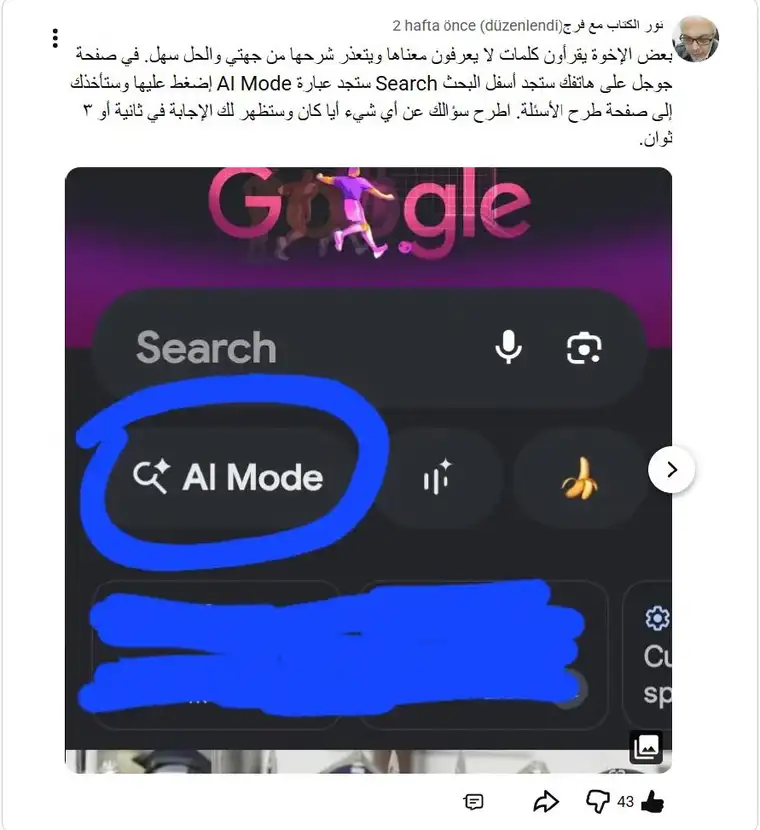 نور الكتاب مع فرج
2 hafta önce (düzenlendi)
بعض الإخوة يقرأون كلمات لا يعرفون معناها ويتعذر شرحها من جهتي والحل سهل. في صفحة
جوجل على هاتفك ستجد أسفل البحث Search ستجد عبارة AI Mode إضغط عليها وستأخذك
إلى صفحة طرح الأسئلة. اطرح سؤالك عن أي شيء أيا كان وستظهر لك الإجابة في ثانية أو ٣
ثوان.
Google
Search
AI Mode
Cu
sp
43